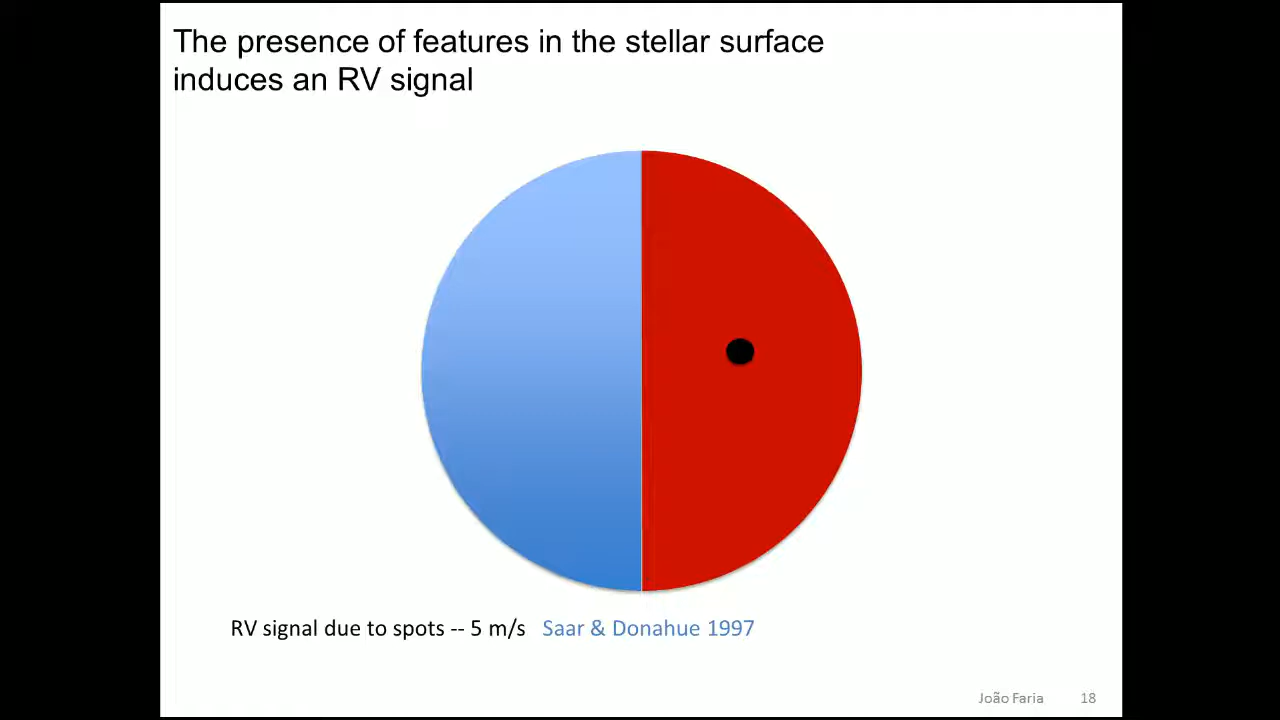 The presence of features in the stellar surface
induces an RV signal
RV signal due to spots -- 5 m/s Saar & Donahue 1997
João Faria 18